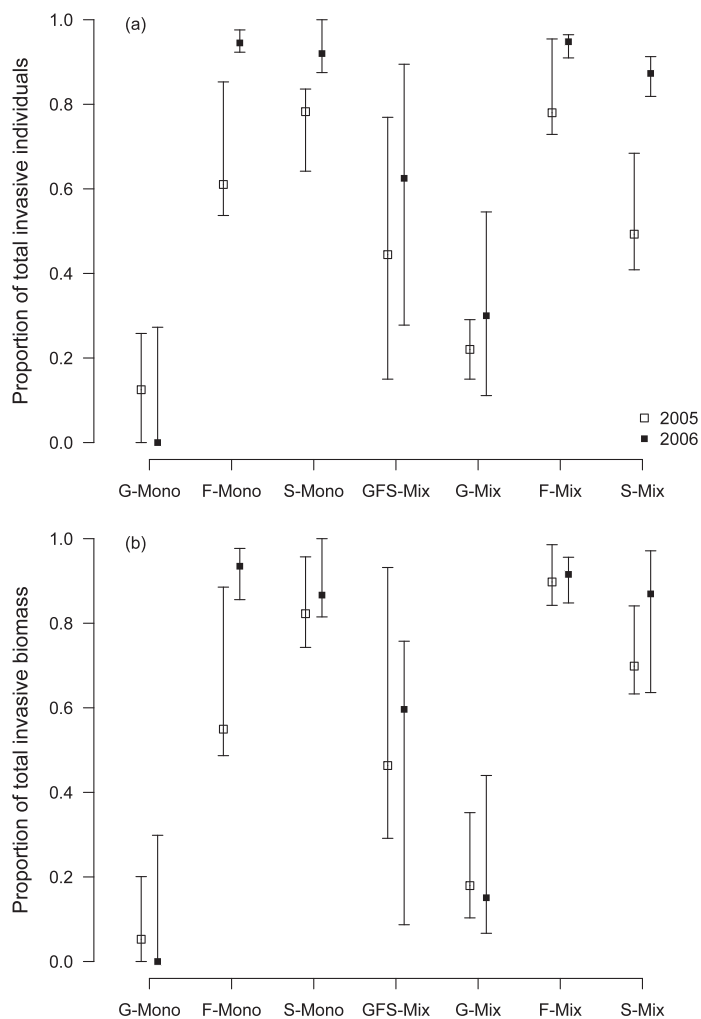 (a)
Proportion of total invasive individuals
1.0
0.8
0.6
0.4
0.2
0.0
2005
2006
G-Mono F-Mono S-Mono GFS-Mix G-Mix F-Mix S-Mix
(b)
Proportion of total invasive biomass
1.0
0.8
0.6
0.4
0.2
0.0
G-Mono F-Mono S-Mono GFS-Mix G-Mix F-Mix S-Mix